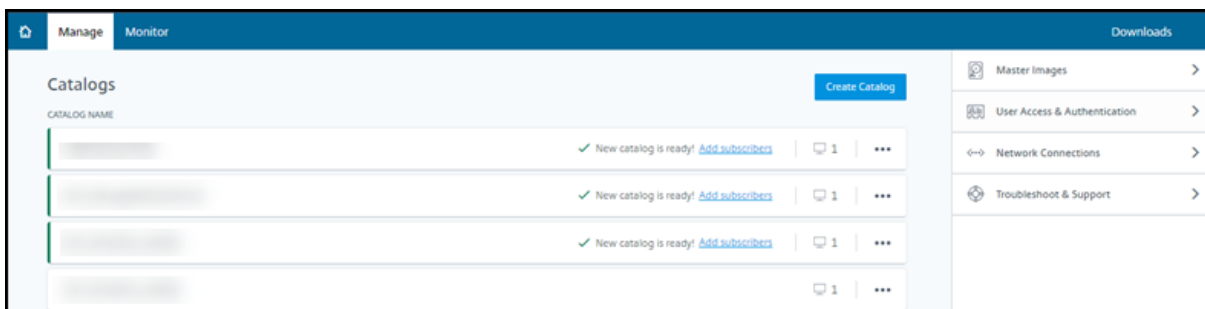 Manage Monitor Downloads
Catalogs
Create Catalog
CATALOG NAME
New catalog is ready! Add subscribers 1
New catalog is ready! Add subscribers 1
New catalog is ready! Add subscribers 1
1
Master Images
User Access & Authentication
Network Connections
Troubleshoot & Support